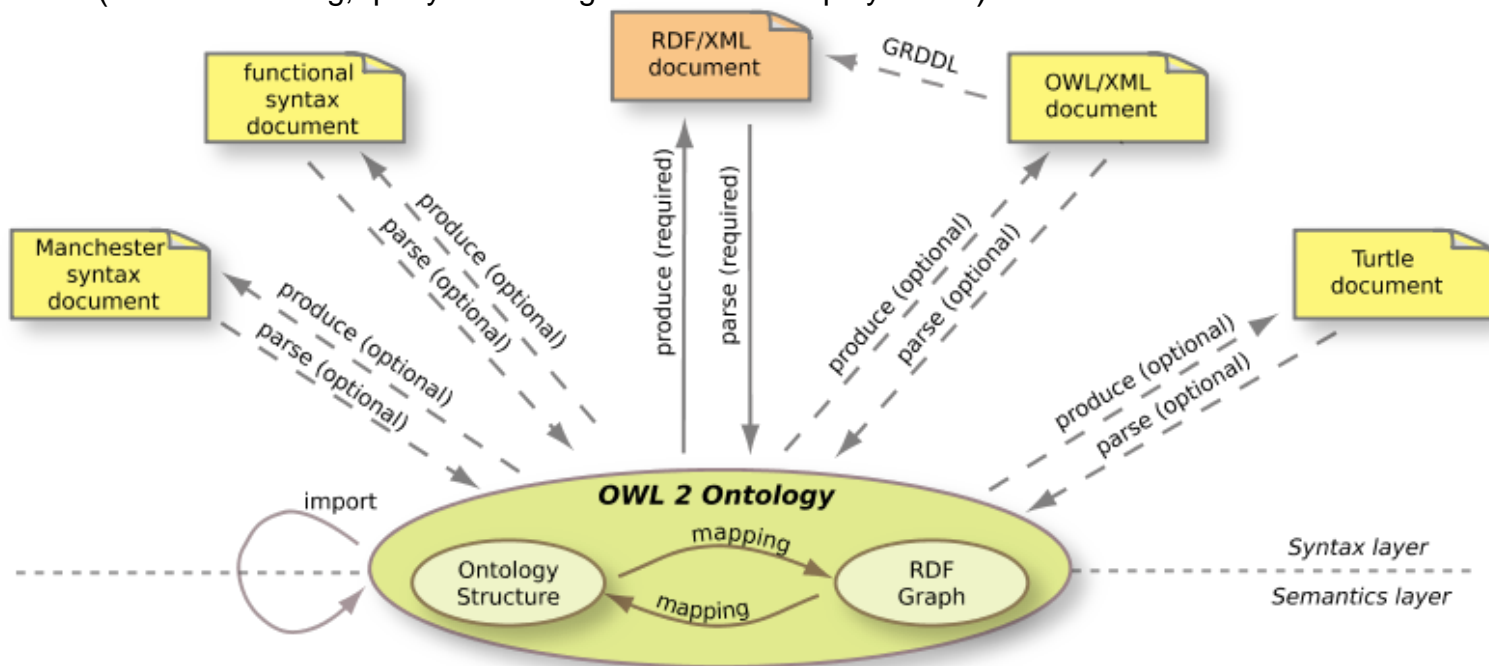 RDF/XML
document
GRDDL
functional
syntax
document
OWL/XML
document
Manchester
syntax
document
Turtle
document
produce (optional)
parse (optional)
produce (optional)
parse (optional)
produce (required)
parse (required)
produce (optional)
parse (optional)
produce (optional)
parse (optional)
import
OWL 2 Ontology
mapping
Ontology
Structure
mapping
RDF
Graph
Syntax layer
Semantics layer